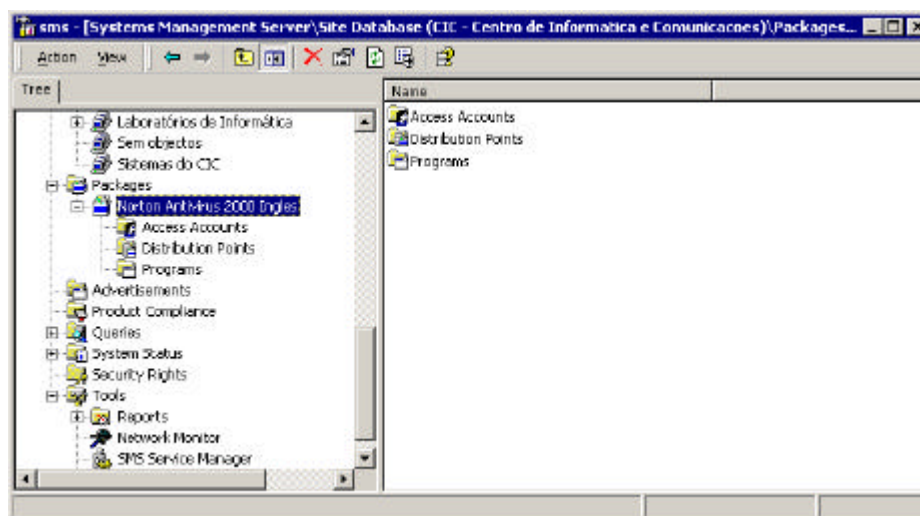 sms - [Systems Management Server\Site Database (CIC - Centro de Informatica e Comunicacoes)\Packages...
Action View
Tree
Laboratórios de Informática
Sem objectos
Sistemas do CIC
Packages
Norton AntiVirus 2000 Ingles
Access Accounts
Distribution Points
Programs
Advertisements
Product Compliance
Queries
System Status
Security Rights
Tools
Reports
Network Monitor
SMS Service Manager
Name
Access Accounts
Distribution Points
Programs